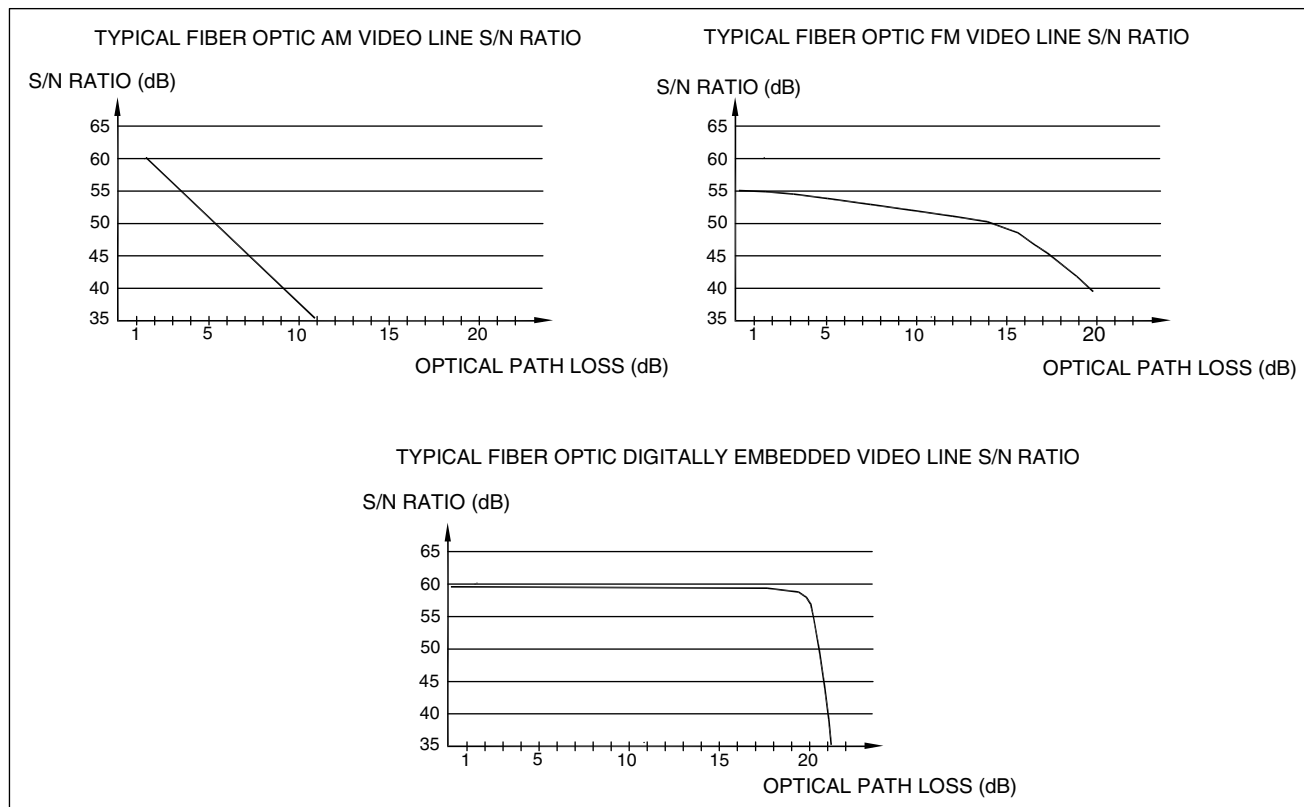 TYPICAL FIBER OPTIC AM VIDEO LINE S/N RATIO
S/N RATIO (dB)
65
60
55
50
45
40
35
1 5 10 15 20
OPTICAL PATH LOSS (dB)
TYPICAL FIBER OPTIC FM VIDEO LINE S/N RATIO
S/N RATIO (dB)
65
60
55
50
45
40
35
1 5 10 15 20
OPTICAL PATH LOSS (dB)
TYPICAL FIBER OPTIC DIGITALLY EMBEDDED VIDEO LINE S/N RATIO
S/N RATIO (dB)
65
60
55
50
45
40
35
1 5 10 15 20
OPTICAL PATH LOSS (dB)